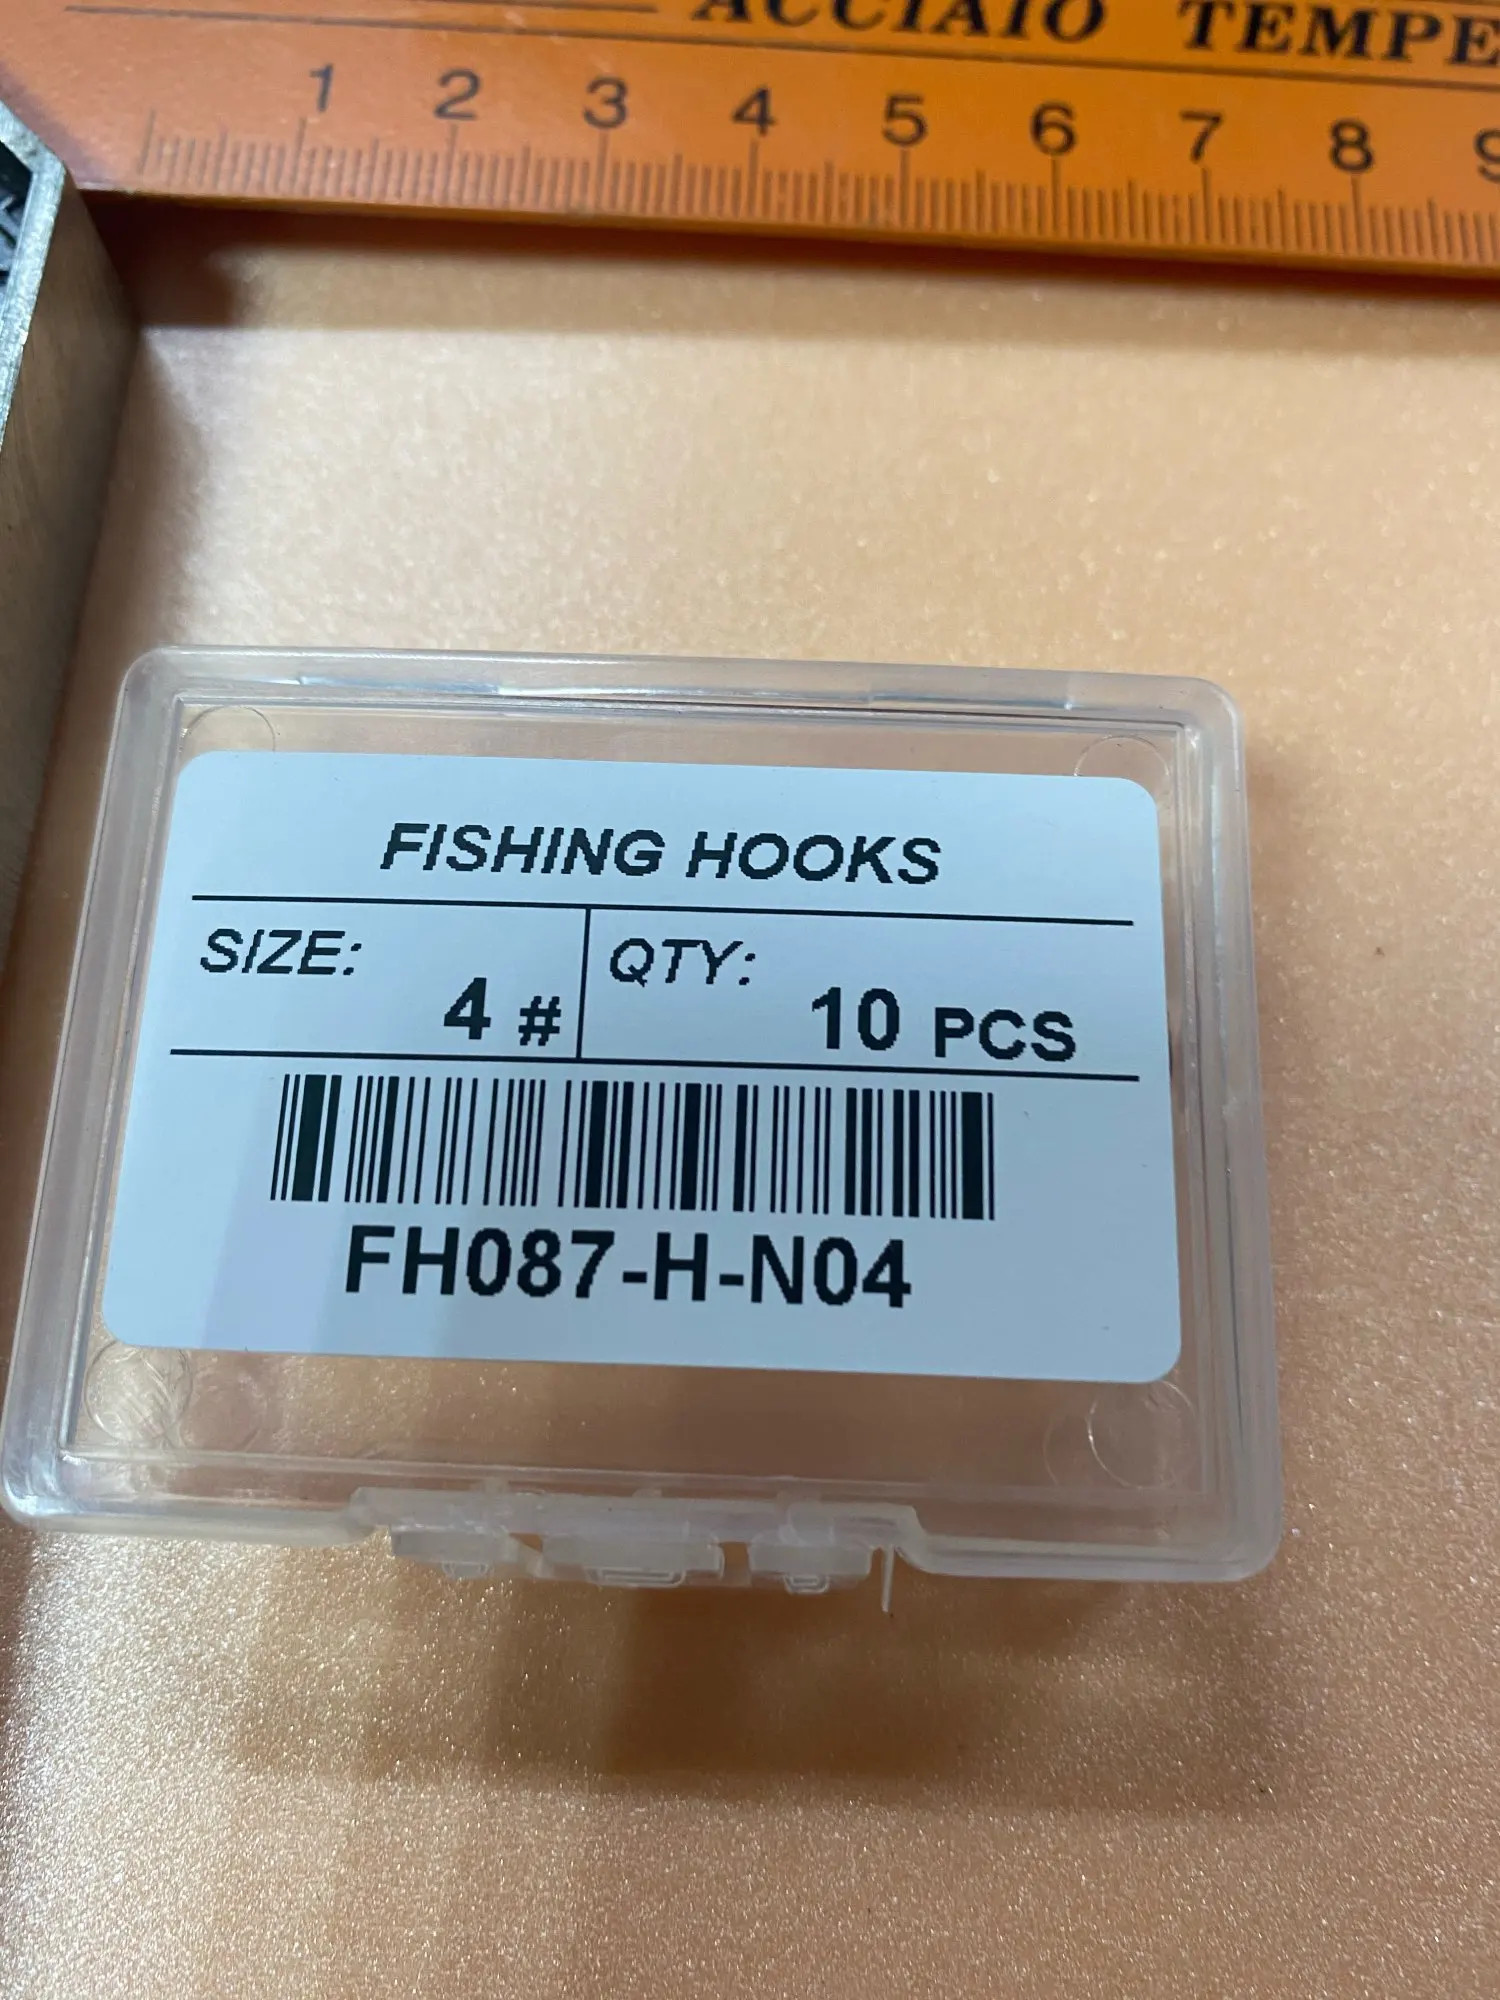 ACCIAIO TEMPE
1 2 3 4 5 6 7 8 9
FISHING HOOKS
SIZE: QTY:
4 # 10 PCS
FH087-H-N04